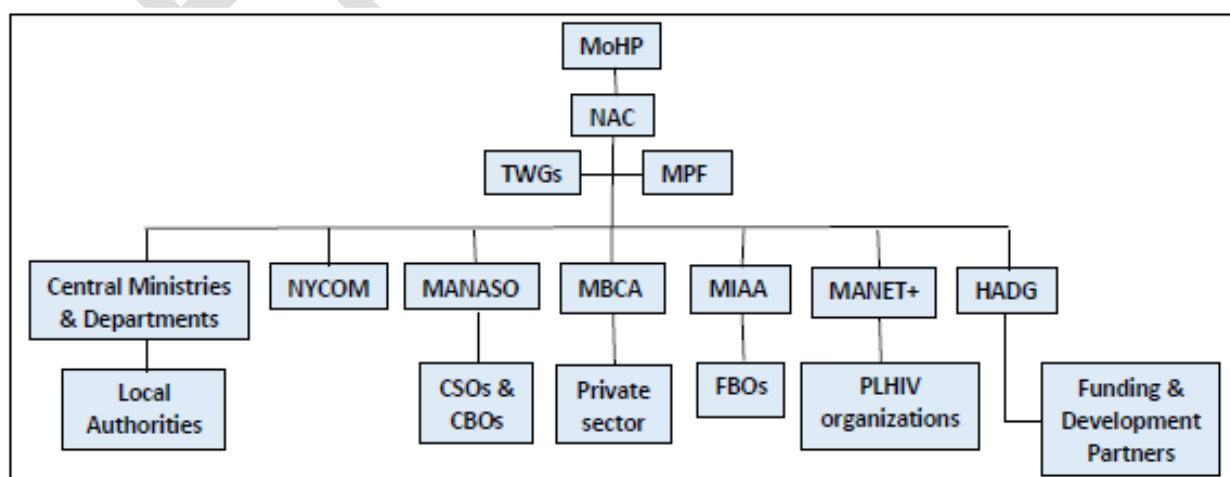 MoHP
NAC
TWGs
MPF
Central Ministries
& Departments
NYCOM
MANASO
MBCA
MIAA
MANET+
HADG
Local
Authorities
CSOs &
CBOs
Private
sector
FBOs
PLHIV
organizations
Funding &
Development
Partners